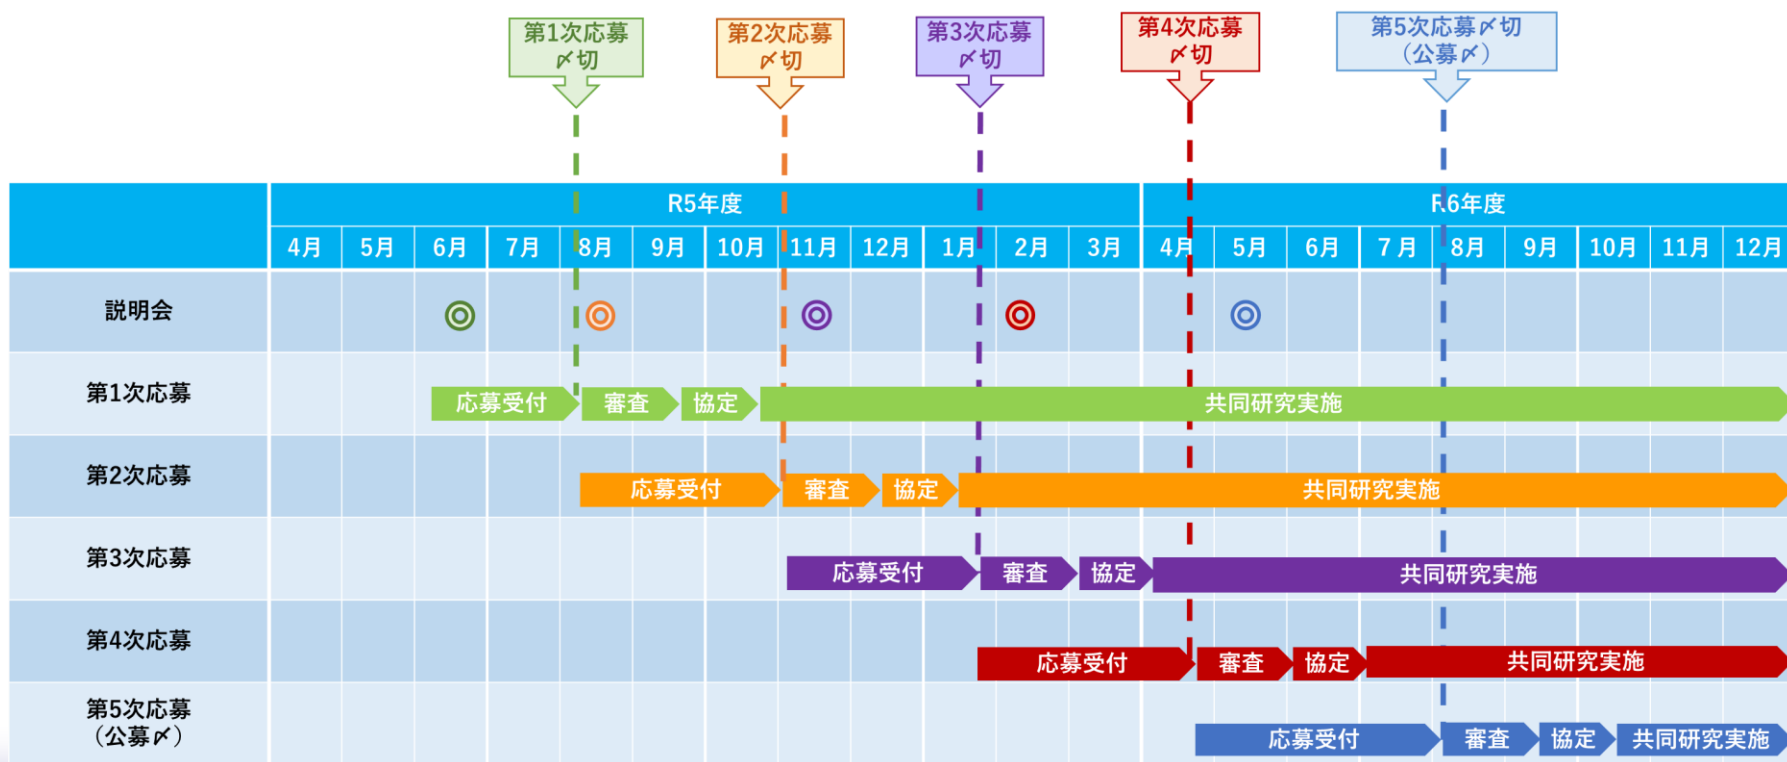 第1次応募
〆切
第2次応募
〆切
第3次応募
〆切
第4次応募
〆切
第5次応募〆切
（公募〆）
R5年度
R6年度
4月 5月 6月 7月 8月 9月 10月 11月 12月 1月 2月 3月 4月 5月 6月 7月 8月 9月 10月 11月 12月
説明会
第1次応募
応募受付 審査 協定 共同研究実施
第2次応募
応募受付 審査 協定 共同研究実施
第3次応募
応募受付 審査 協定 共同研究実施
第4次応募
応募受付 審査 協定 共同研究実施
第5次応募
（公募〆）
応募受付 審査 協定 共同研究実施